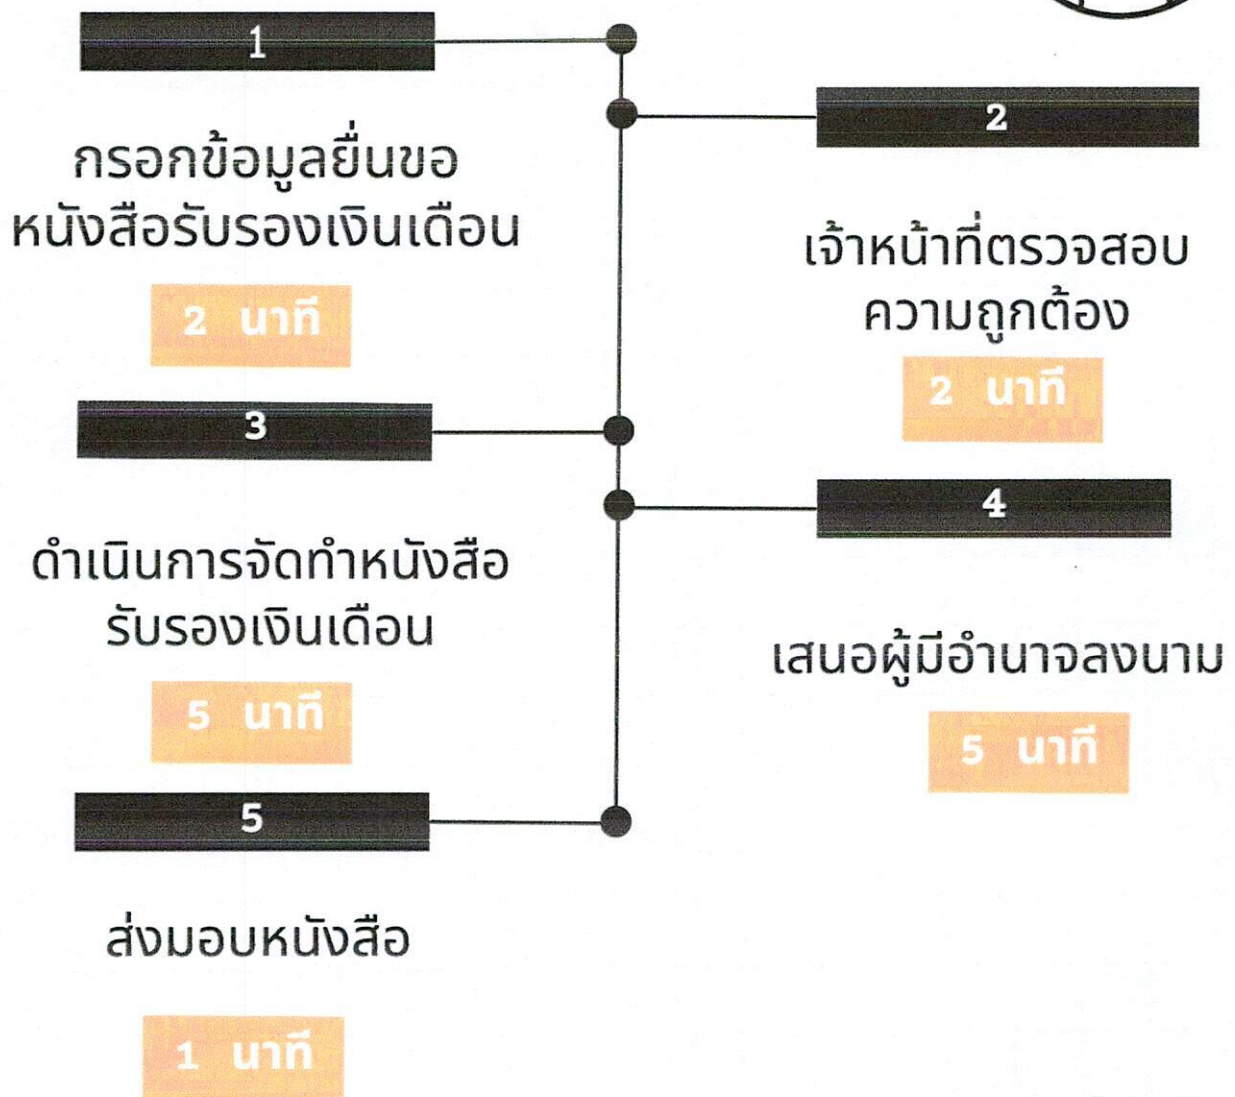 1
กรอกข้อมูลยื่นขอ
หนังสือรับรองเงินเดือน
2 นาที
2
เจ้าหน้าที่ตรวจสอบ
ความถูกต้อง
2 นาที
3
ดำเนินการจัดทำหนังสือ
รับรองเงินเดือน
5 นาที
4
เสนอผู้มีอำนาจลงนาม
5 นาที
5
ส่งมอบหนังสือ
1 นาที